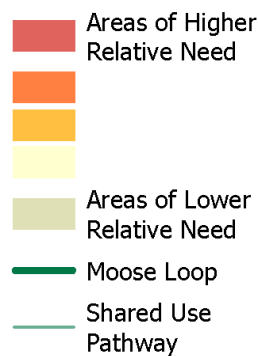 Areas of Higher
Relative Need
Areas of Lower
Relative Need
Moose Loop
Shared Use
Pathway